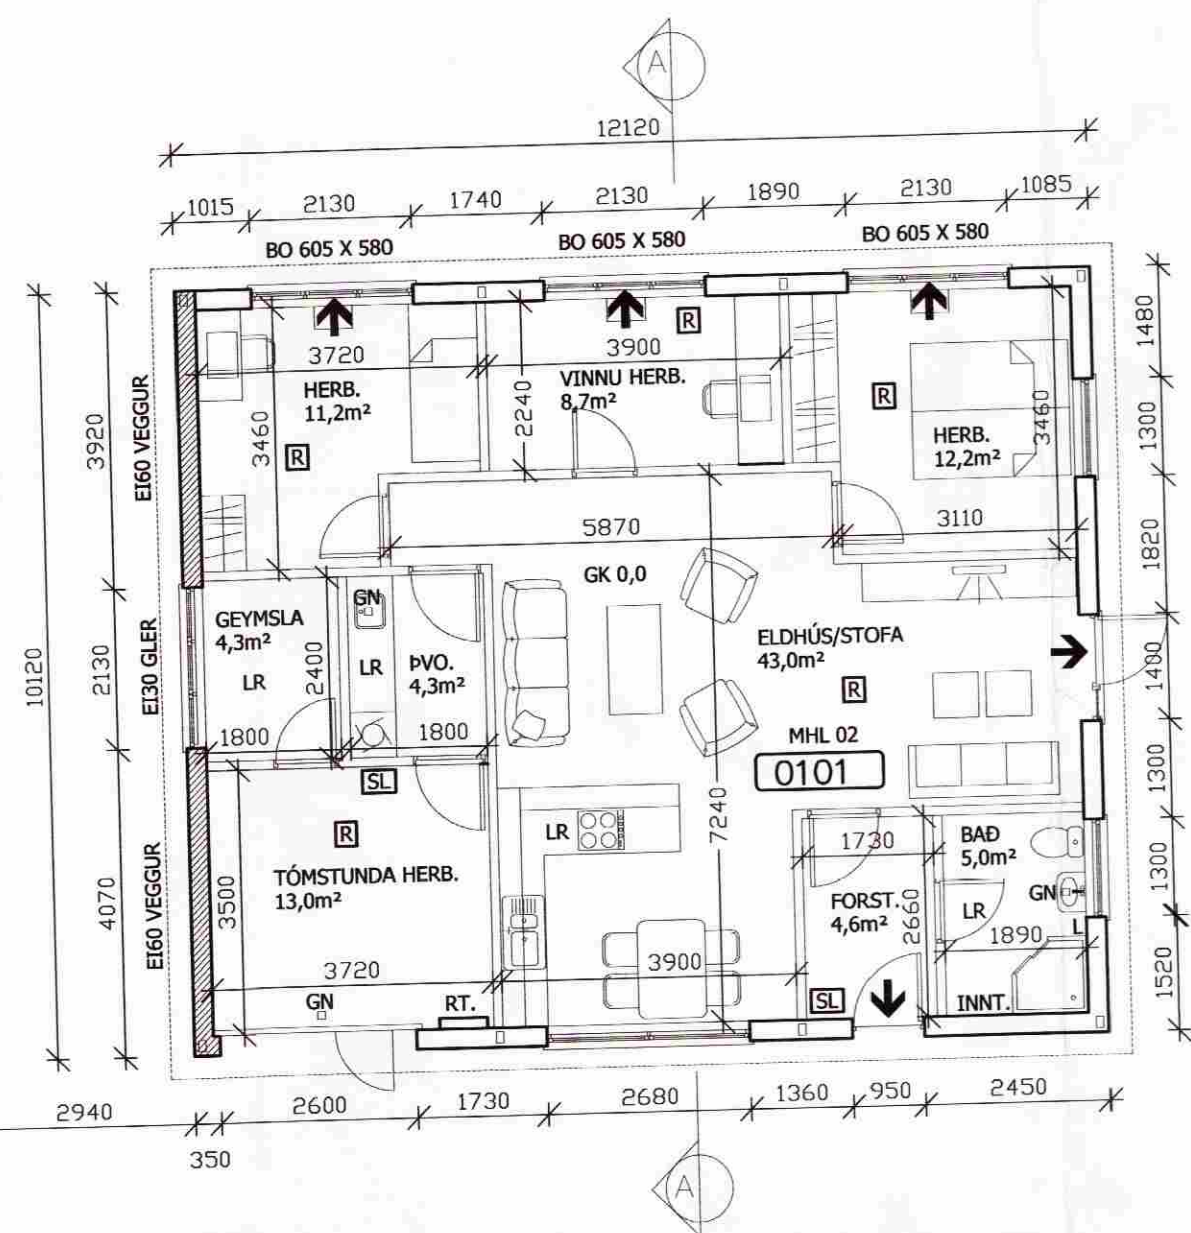 A
12120
1015 2130 1740 2130 1890 2130 1085
BO 605 X 580 BO 605 X 580 BO 605 X 580
10120
3920
2130
4070
EI60 VEGGUR
EI30 GLER
EI60 VEGGUR
3720
HERB.
11,2m²
3460
R
3900
R
VINNU HERB.
8,7m²
2240
R
HERB.
12,2m²
3460
3110
1480
1300
1820
1400
1300
1300
1520
5870
GK 0,0
GEYMSLA
4,3m²
LR
2400
1800
GN
LR
ÞVO.
4,3m²
1800
ELDHÚS/STOFA
43,0m²
R
MHL 02
0101
7240
SL
R
TÓMSTUNDA HERB.
13,0m²
3500
3720
GN
RT.
LR
3900
1730
FORST.
4,6m²
2660
SL
BAÐ
5,0m²
GN
LR
L
1890
INNT.
2940 350 2600 1730 2680 1360 950 2450
A